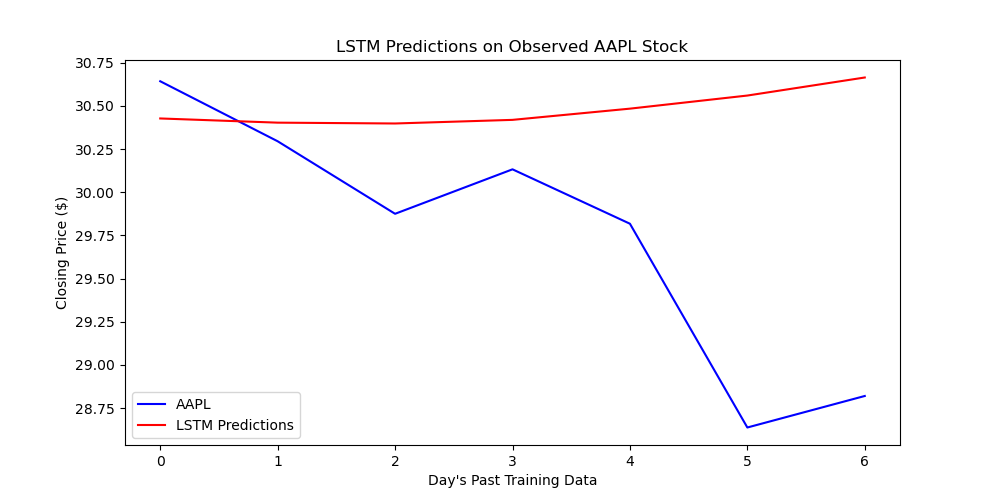 LSTM Predictions on Observed AAPL Stock
30.75
30.50
30.25
30.00
29.75
29.50
29.25
29.00
28.75
Closing Price ($)
AAPL
LSTM Predictions
0 1 2 3 4 5 6
Day's Past Training Data